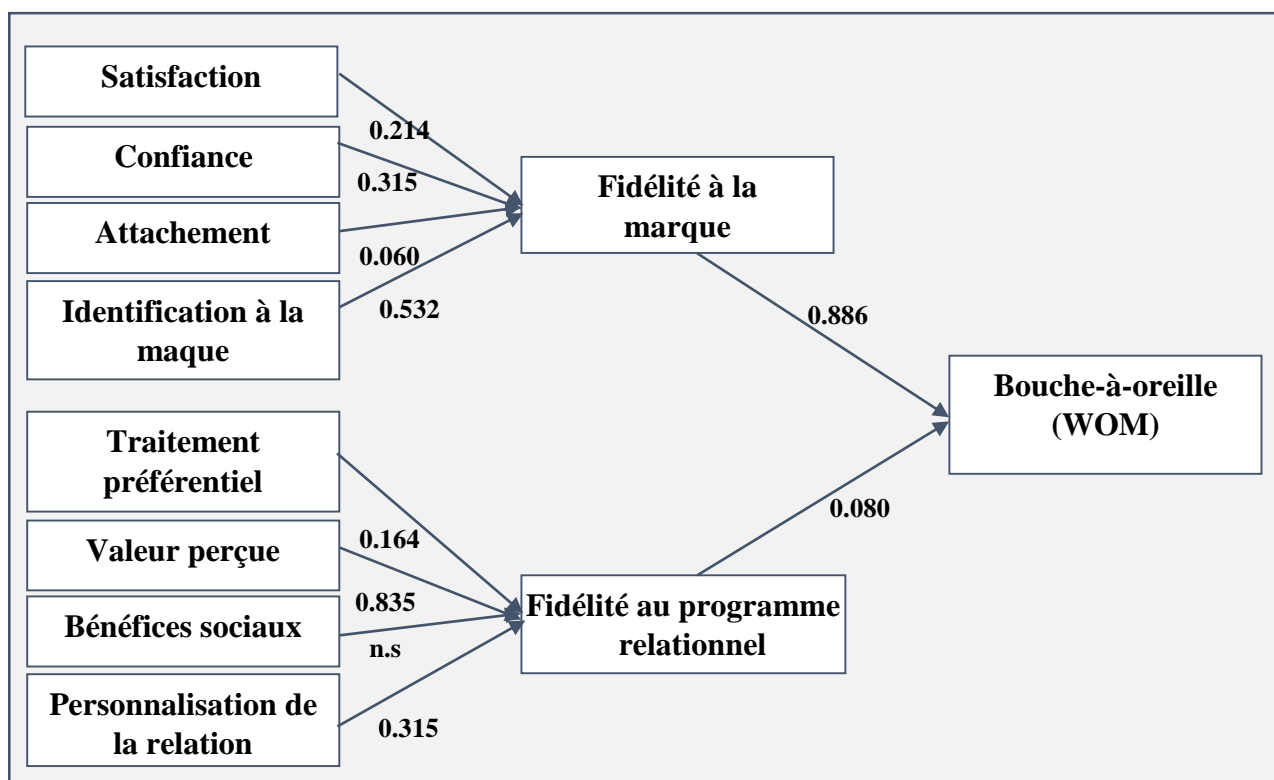 Satisfaction
0.214
Confiance
0.315
Attachement
0.060
Identification à la
maque
0.532
Fidélité à la
marque
0.886
Bouche-à-oreille
(WOM)
Traitement
préférentiel
0.164
Valeur perçue
0.835
Bénéfices sociaux
n.s
Personnalisation de
la relation
0.315
Fidélité au programme
relationnel
0.080